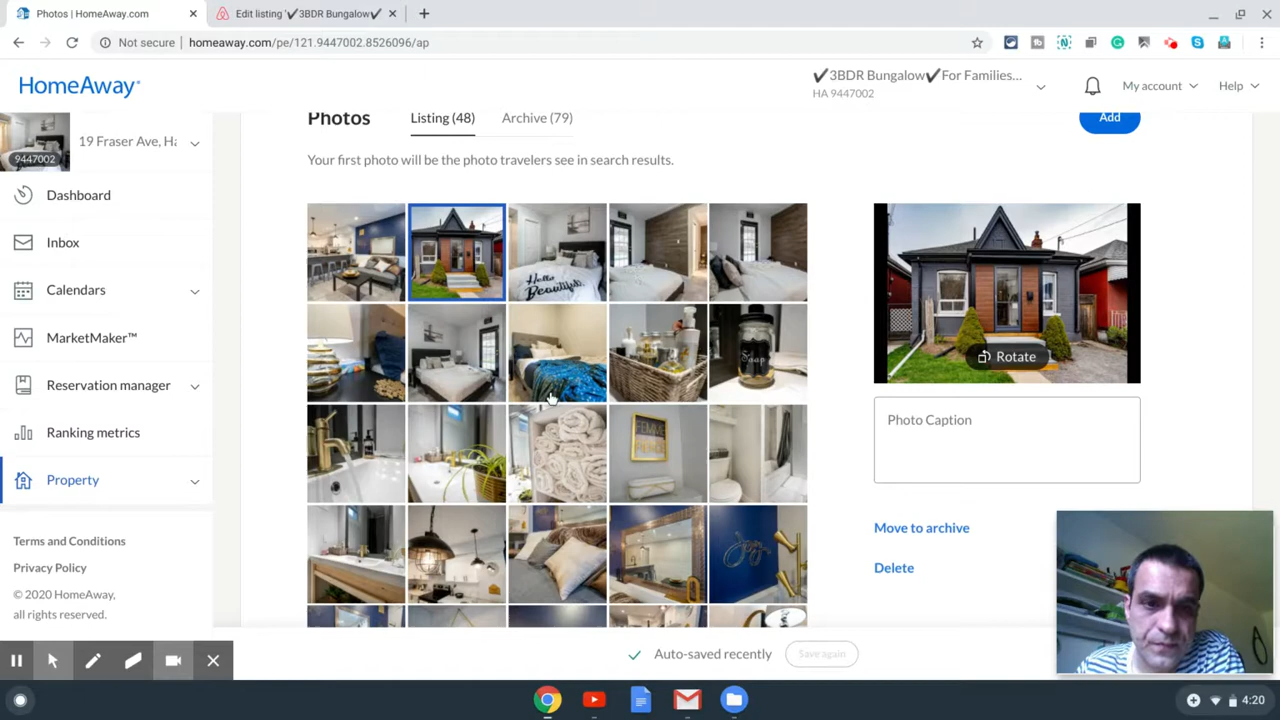 Photos | HomeAway.com
Edit listing '✔3BDR Bungalow✔
Not secure
homeaway.com/pe/121.9447002.8526096/ap
HomeAway
✔3BDR Bungalow✔For Families...
HA 9447002
My account
Help
9447002
19 Fraser Ave, Ha
Dashboard
Inbox
Calendars
MarketMaker™
Reservation manager
Ranking metrics
Property
Terms and Conditions
Privacy Policy
© 2020 HomeAway,
all rights reserved.
Photos
Listing (48)
Archive (79)
Add
Your first photo will be the photo travelers see in search results.
Hello
Beautiful
Soap
Rotate
Photo Caption
Move to archive
Delete
Auto-saved recently
Save again
4:20